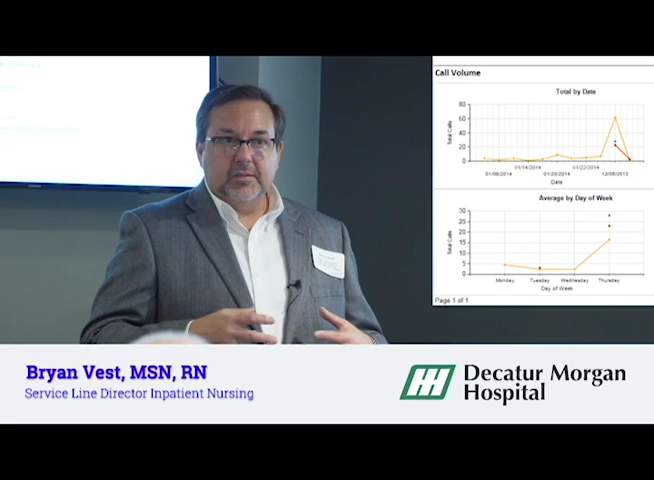 Call Volume
Total by Date
Total Calls
80
60
40
20
0
01/14/2014
01/22/2014
01/08/2014
01/20/2014
12/08/2013
Date
Average by Day of Week
Total Calls
30
25
20
15
10
5
0
Monday
Tuesday
Wednesday
Thursday
Day of Week
Page 1 of 1
Bryan Vest, MSN, RN
Service Line Director Inpatient Nursing
Decatur Morgan
Hospital